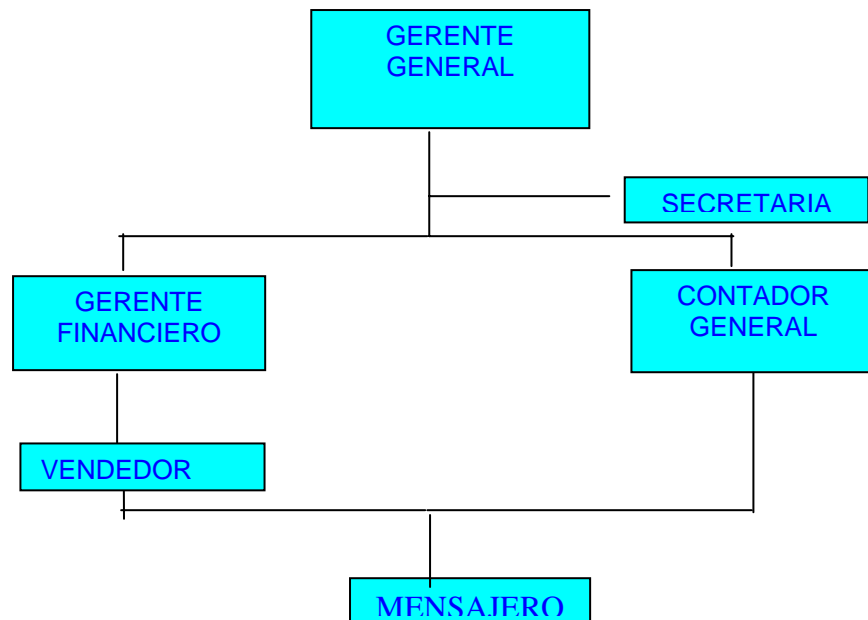 GERENTE
GENERAL
SECRETARIA
GERENTE
FINANCIERO
CONTADOR
GENERAL
VENDEDOR
MENSAJERO